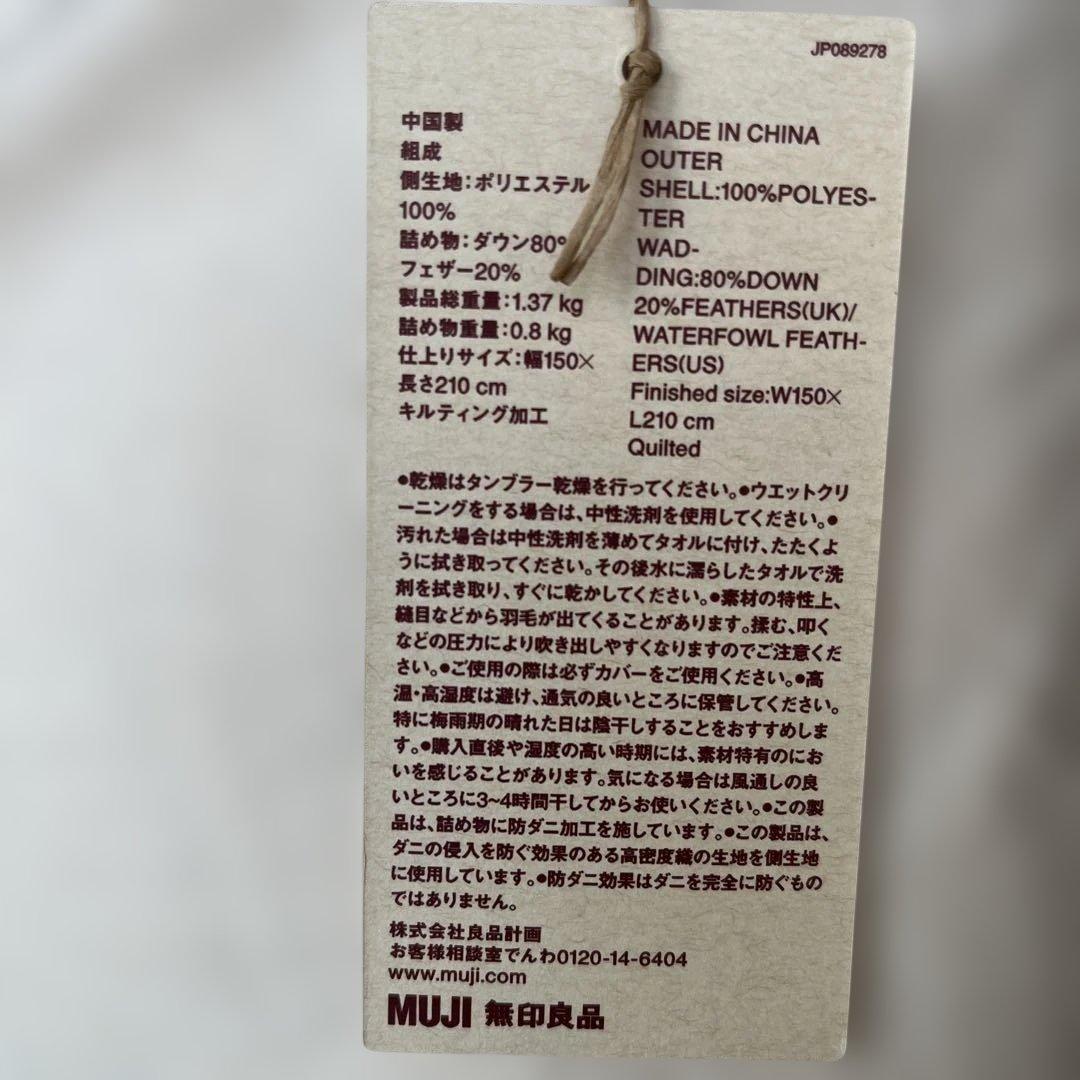 JP089278
中国製
組成
側生地：ポリエステル
100%
詰め物：ダウン80%
フェザー20%
製品総重量：1.37 kg
詰め物重量：0.8 kg
仕上りサイズ：幅150×
長さ210 cm
キルティング加工
MADE IN CHINA
OUTER
SHELL:100%POLYES-
TER
WAD-
DING:80%DOWN
20%FEATHERS(UK)/
WATERFOWL FEATH-
ERS(US)
Finished size:W150×
L210 cm
Quilted
●乾燥はタンブラー乾燥を行ってください。●ウエットクリ
ーニングをする場合は、中性洗剤を使用してください。●
汚れた場合は中性洗剤を薄めてタオルに付け、たたくよ
うに拭き取ってください。その後水に濡らしたタオルで洗
剤を拭き取り、すぐに乾かしてください。●素材の特性上、
縫目などから羽毛が出てくることがあります。揉む、叩く
などの圧力により吹き出しやすくなりますのでご注意くだ
さい。●ご使用の際は必ずカバーをご使用ください。●高
温・高湿度は避け、通気の良いところに保管してください。
特に梅雨期の晴れた日は陰干しすることをおすすめしま
す。●購入直後や湿度の高い時期には、素材特有のにお
いを感じることがあります。気になる場合は風通しの良
いところに3~4時間干してからお使いください。●この製
品は、詰め物に防ダニ加工を施しています。●この製品は、
ダニの侵入を防ぐ効果のある高密度織の生地を側生地
に使用しています。●防ダニ効果はダニを完全に防ぐもの
ではありません。
株式会社良品計画
お客様相談室でんわ0120-14-6404
www.muji.com
MUJI 無印良品